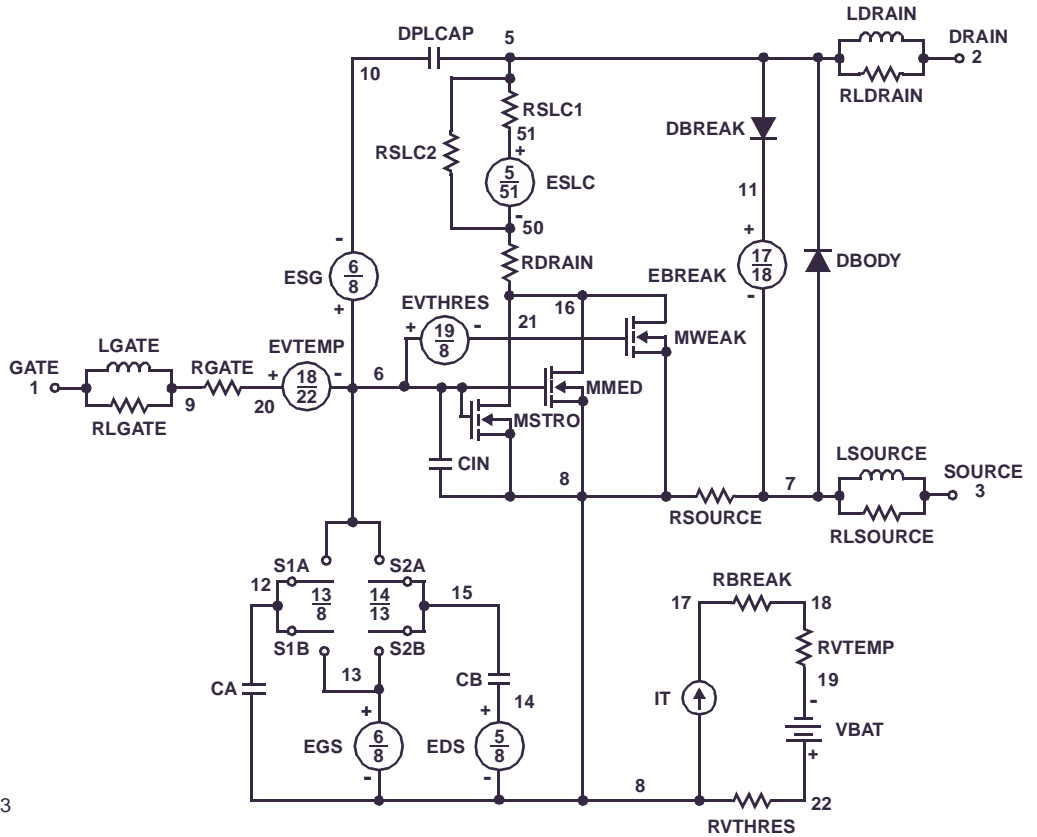 LDRAIN
DPLCAP
5
DRAIN
2
10
RLDRAIN
RSLC1
DBREAK
51
+
RSLC2
5
51
ESLC
11
-
50
+
-
RDRAIN
6
8
ESG
17
18
EBREAK
DBODY
EVTHRES
16
+
-
21
+
19
8
-
MWEAK
LGATE
EVTEMP
GATE
1
RGATE
+
18
22
-
6
MMED
9
20
RLGATE
MSTRO
LSOURCE
CIN
8
7
SOURCE
3
RSOURCE
RLSOURCE
S1A
S2A
12
13
8
14
13
15
RBREAK
17
18
S1B
S2B
RVTEMP
13
CB
19
CA
14
IT
-
+
+
VBAT
EGS
6
8
EDS
5
8
+
-
-
8
22
3
RVTHRES